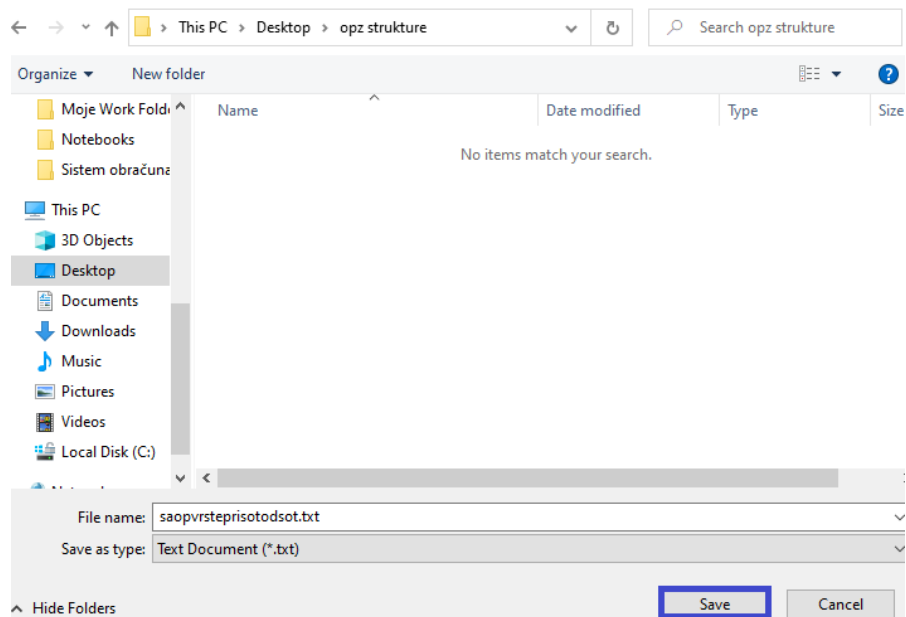 This PC > Desktop > opz strukture
Search opz strukture
Organize
New folder
Name
Date modified
Type
Size
No items match your search.
Moje Work Folde
Notebooks
Sistem obračuna
This PC
3D Objects
Desktop
Documents
Downloads
Music
Pictures
Videos
Local Disk (C:)
File name: saopvrsteprisotodsot.txt
Save as type: Text Document (*.txt)
Hide Folders
Save
Cancel